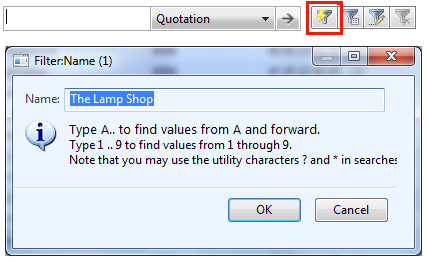 Quotation
Filter:Name (1)
Name: The Lamp Shop
Type A.. to find values from A and forward.
Type 1 .. 9 to find values from 1 through 9.
Note that you may use the utility characters ? and * in searches
OK Cancel